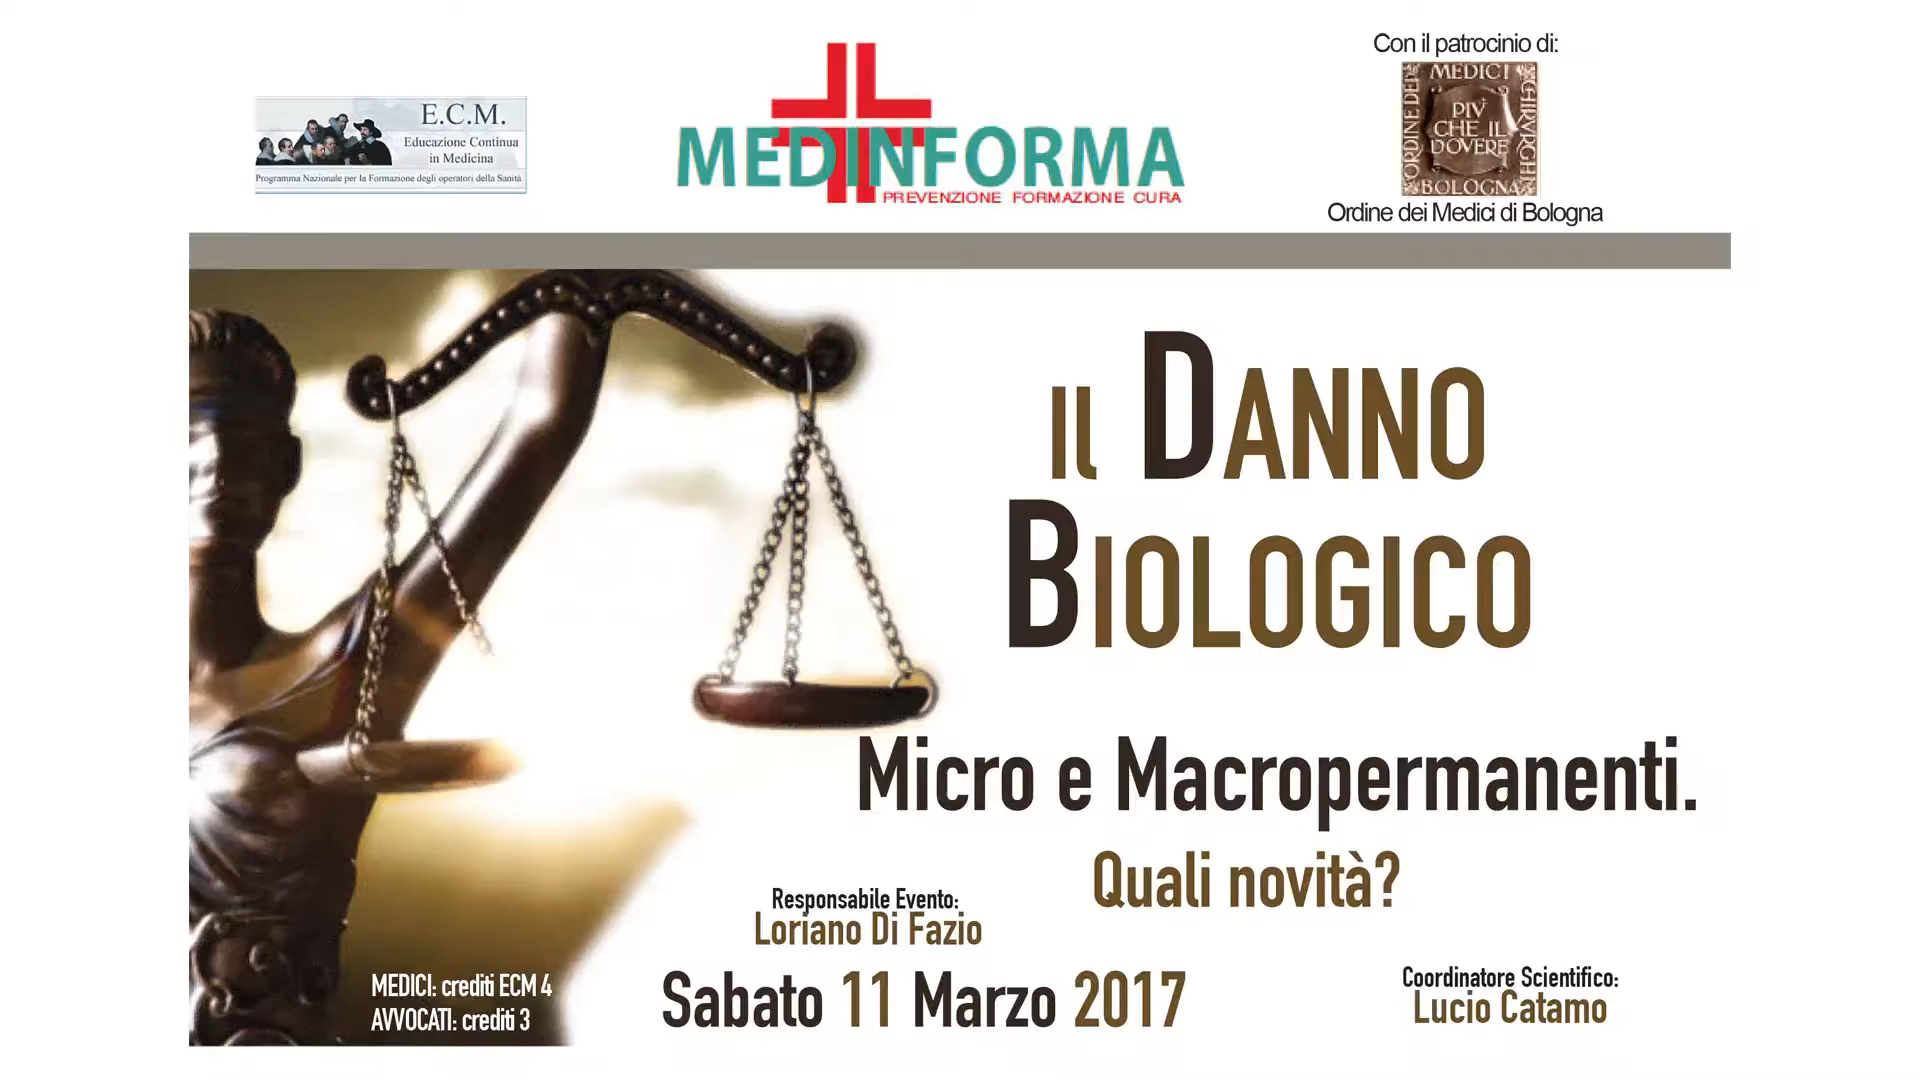 E.C.M.
Educazione Continua
in Medicina
Programma Nazionale per la Formazione degli operatori della Sanità
MEDINFORMA
PREVENZIONE FORMAZIONE CURA
Con il patrocinio di:
ORDINE DEI
MEDICI
CHIRVRGHI
PIV
CHE IL
DOVERE
BOLOGNA
Ordine dei Medici di Bologna
Il DANNO
BIOLOGICO
Micro e Macropermanenti.
Quali novità?
Responsabile Evento:
Loriano Di Fazio
MEDICI: crediti ECM 4
AVVOCATI: crediti 3
Sabato 11 Marzo 2017
Coordinatore Scientifico:
Lucio Catamo